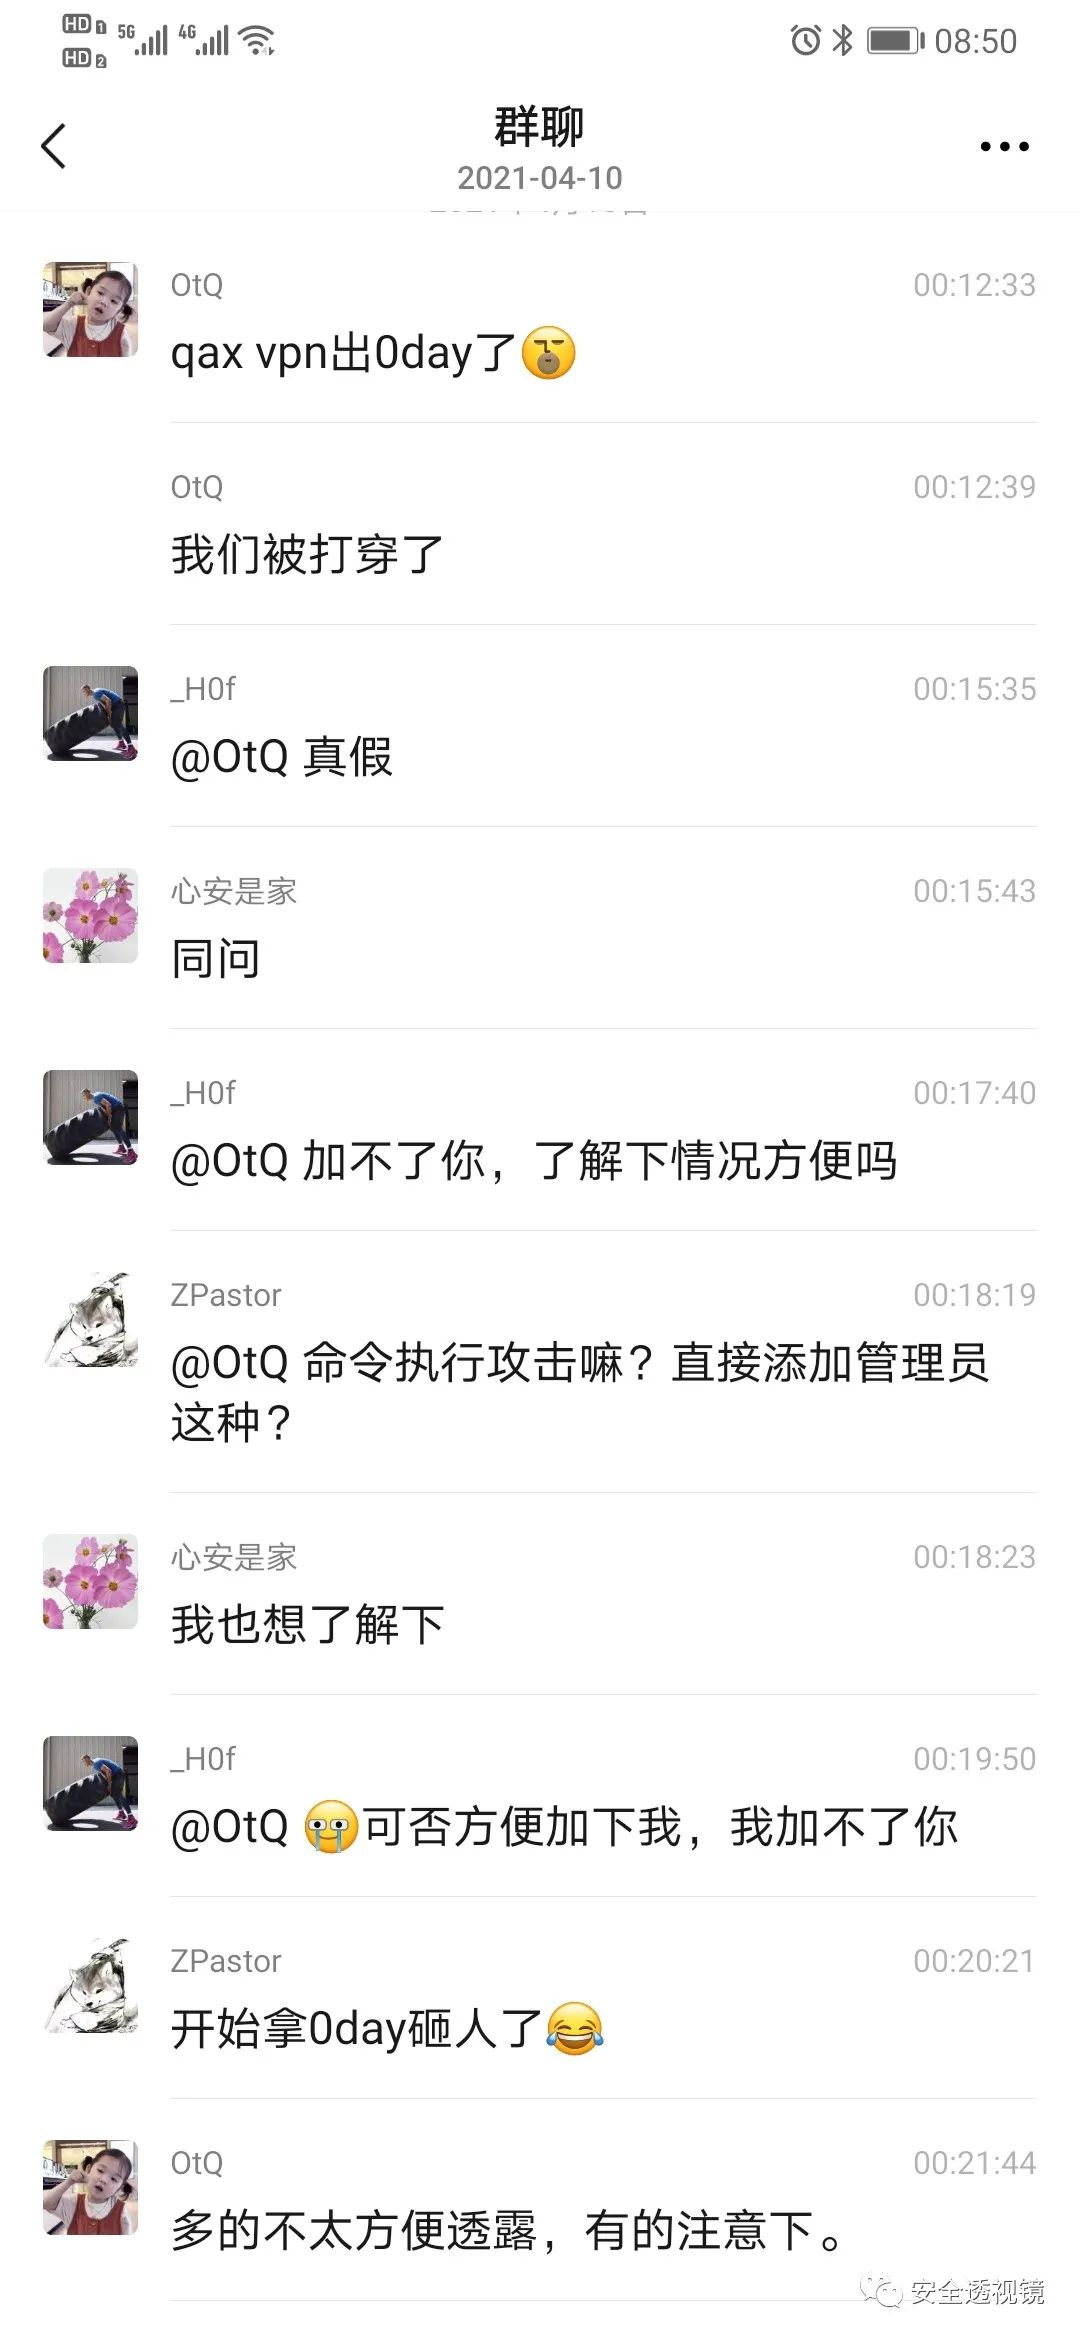 HD 1 5G 4G 08:50
HD 2
群聊
2021-04-10
OtQ 00:12:33
qax vpn出0day了
OtQ 00:12:39
我们被打穿了
_H0f 00:15:35
@OtQ 真假
心安是家 00:15:43
同问
_H0f 00:17:40
@OtQ 加不了你，了解下情况方便吗
ZPastor 00:18:19
@OtQ 命令执行攻击嘛？直接添加管理员
这种？
心安是家 00:18:23
我也想了解下
_H0f 00:19:50
@OtQ 😭可否方便加下我，我加不了你
ZPastor 00:20:21
开始拿0day砸人了😂
OtQ 00:21:44
多的不太方便透露，有的注意下。
安全透视镜